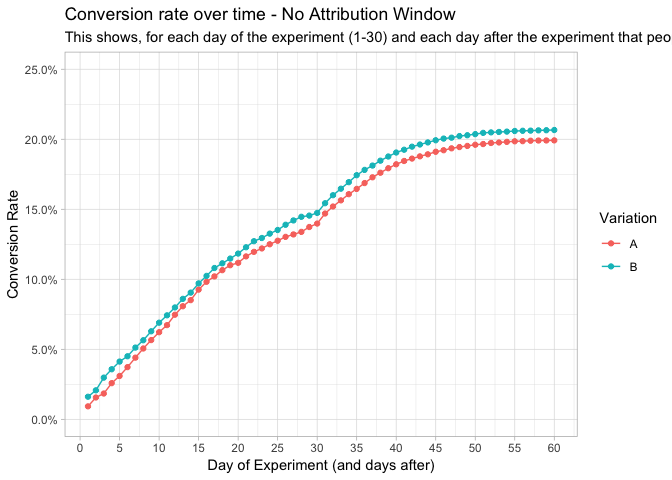 Conversion rate over time - No Attribution Window
This shows, for each day of the experiment (1-30) and each day after the experiment that peo
25.0%
20.0%
15.0%
10.0%
5.0%
0.0%
Conversion Rate
0 5 10 15 20 25 30 35 40 45 50 55 60
Day of Experiment (and days after)
Variation
A
B